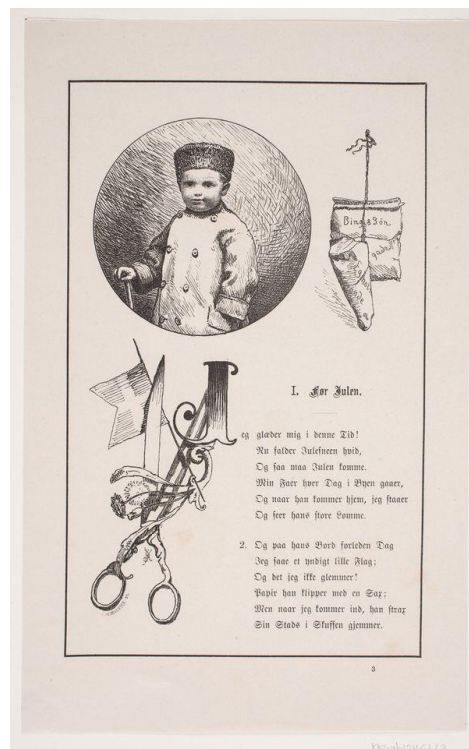 Bing & Søn
I. Før Julen.
Jeg glæder mig i denne Tid!
Nu falder Julesneen hvid,
Og saa maa Julen komme.
Min Faer hver Dag i Byen gaaer,
Og naar han kommer hjem, jeg staaer
Og seer hans store Lomme.
2. Og paa hans Bord forleden Dag
Jeg saae et yndigt lille Flag;
Og det jeg ikke glemmer!
Papir han klipper med en Sax;
Men naar jeg kommer ind, han strax
Sin Stads i Skuffen gjemmer.
3